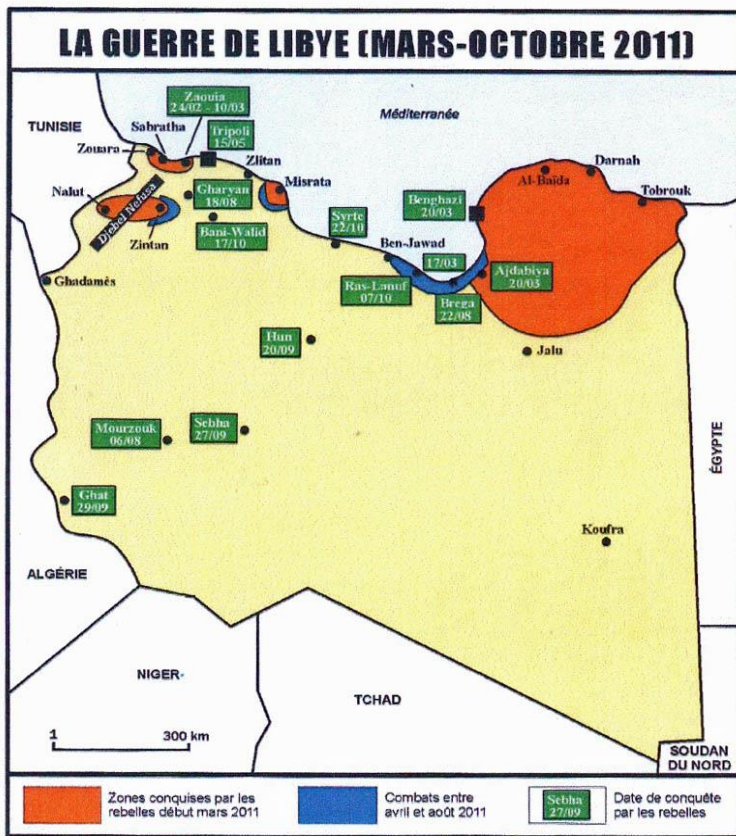 LA GUERRE DE LIBYE (MARS-OCTOBRE 2011)
Zaouia
24/02 - 10/03
Méditerranée
TUNISIE
Sabratha
Tripoli
15/05
Zouara
Zlitan
Darnah
Al-Baïda
Misrata
Nalut
Gharyan
18/08
Benghazi
20/03
Tobrouk
Djebel Nefusa
Syrte
22/10
Bani-Walid
17/10
Zintan
Ben-Jawad
17/03
Ghadamès
Ras-Lanuf
07/10
Ajdabiya
20/03
Brega
22/08
Hun
20/09
Jalu
Mourzouk
06/08
Sebha
27/09
ÉGYPTE
Ghat
29/09
Koufra
ALGÉRIE
NIGER
TCHAD
1
300 km
SOUDAN
DU NORD
Zones conquises par les
rebelles début mars 2011
Combats entre
avril et août 2011
Sebha
27/09
Date de conquête
par les rebelles